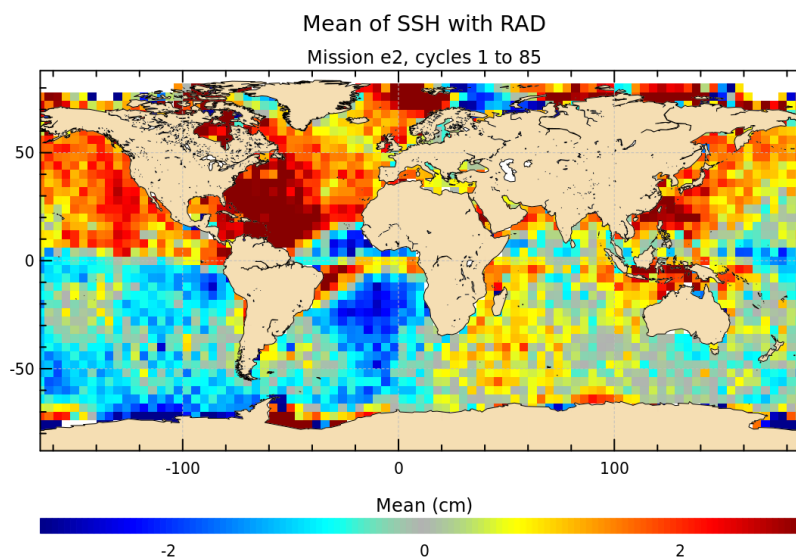 Mean of SSH with RAD
Mission e2, cycles 1 to 85
50
0
-50
-100 0 100
Mean (cm)
-2 0 2